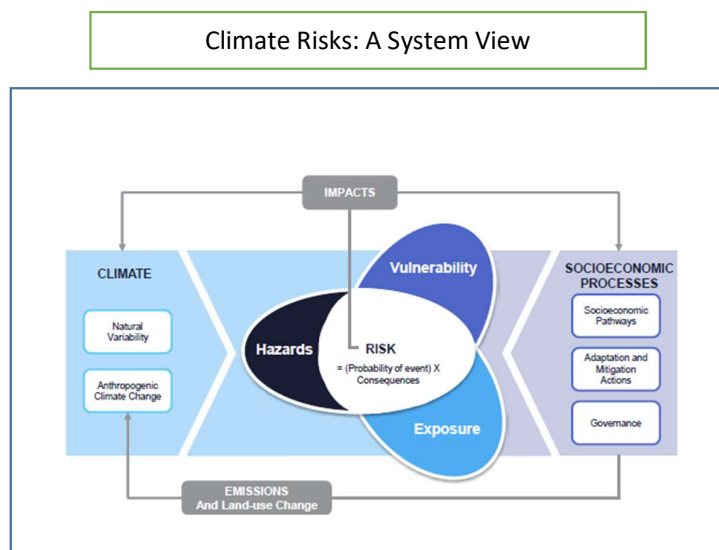 Climate Risks: A System View
IMPACTS
CLIMATE
Natural
Variability
Anthropogenic
Climate Change
Vulnerability
Hazards
RISK
= (Probability of event) X
Consequences
Exposure
SOCIOECONOMIC
PROCESSES
Socioeconomic
Pathways
Adaptation and
Mitigation
Actions
Governance
EMISSIONS
And Land-use Change